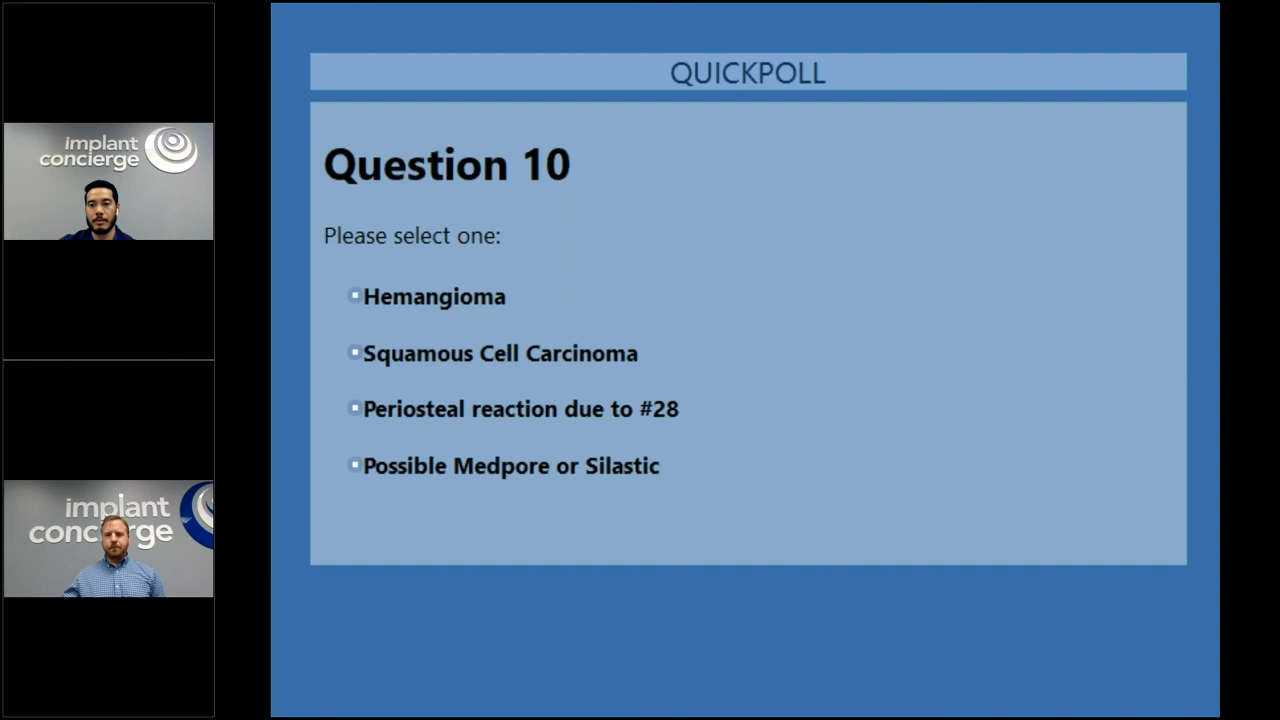 implant
concierge
implant
concierge
QUICKPOLL
Question 10
Please select one:
Hemangioma
Squamous Cell Carcinoma
Periosteal reaction due to #28
Possible Medpore or Silastic